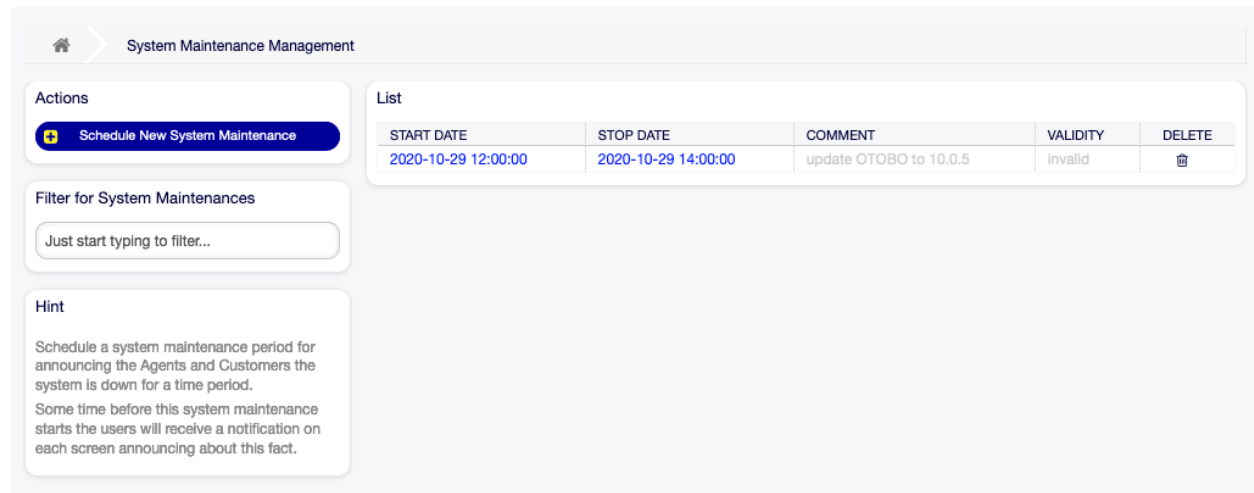 System Maintenance Management
Actions
Schedule New System Maintenance
Filter for System Maintenances
Just start typing to filter...
Hint
Schedule a system maintenance period for
announcing the Agents and Customers the
system is down for a time period.
Some time before this system maintenance
starts the users will receive a notification on
each screen announcing about this fact.
List
START DATE STOP DATE COMMENT VALIDITY DELETE
2020-10-29 12:00:00 2020-10-29 14:00:00 update OTOBO to 10.0.5 invalid